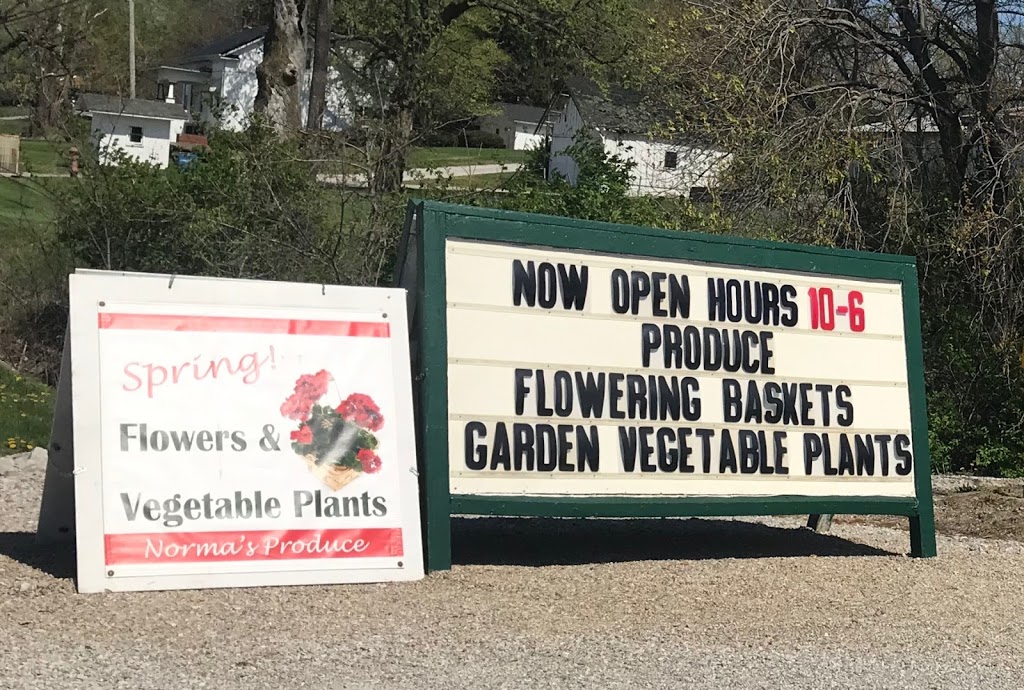 Spring!
Flowers &
Vegetable Plants
Norma's Produce
NOW OPEN HOURS 10-6
PRODUCE
FLOWERING BASKETS
GARDEN VEGETABLE PLANTS